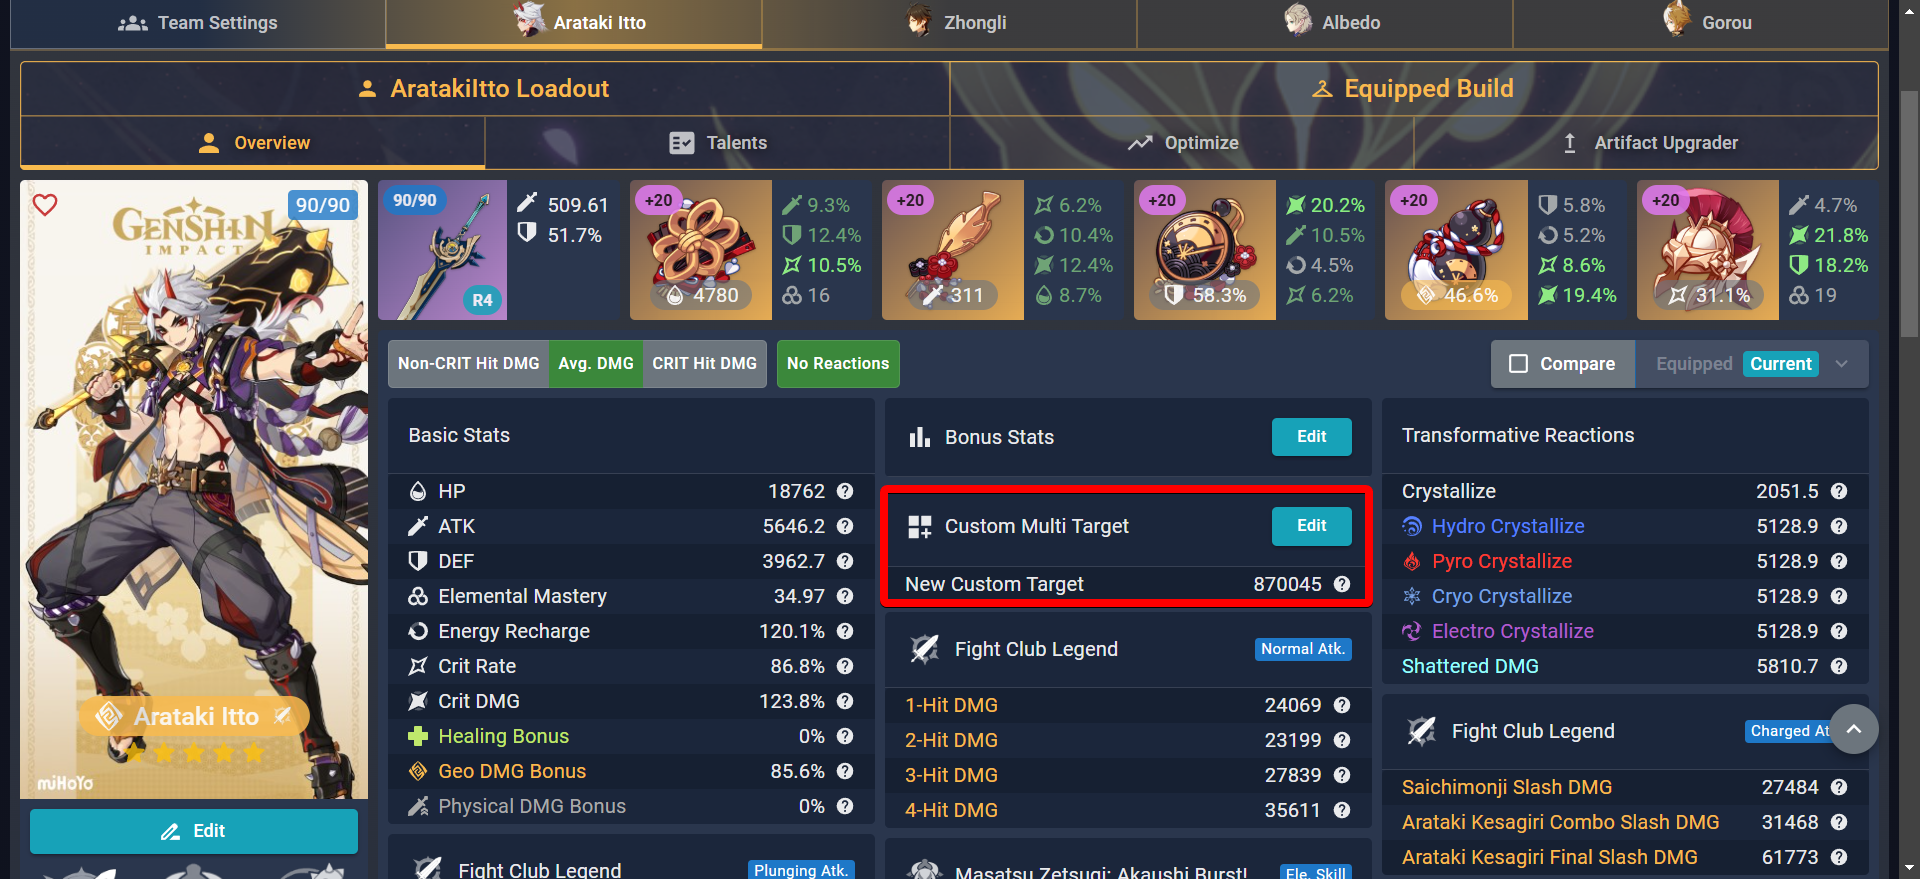 Team Settings
Arataki Itto
Zhongli
Albedo
Gorou
AratakiItto Loadout
Equipped Build
Overview
Talents
Optimize
Artifact Upgrader
90/90
GENSHIN
IMPACT
Arataki Itto
miHoYo
Edit
90/90
R4
509.61
51.7%
+20
4780
9.3%
12.4%
10.5%
16
+20
311
6.2%
10.4%
12.4%
8.7%
+20
58.3%
20.2%
10.5%
4.5%
6.2%
+20
46.6%
5.8%
5.2%
8.6%
19.4%
+20
31.1%
4.7%
21.8%
18.2%
19
Non-CRIT Hit DMG
Avg. DMG
CRIT Hit DMG
No Reactions
Compare
Equipped Current
Basic Stats
HP 18762
ATK 5646.2
DEF 3962.7
Elemental Mastery 34.97
Energy Recharge 120.1%
Crit Rate 86.8%
Crit DMG 123.8%
Healing Bonus 0%
Geo DMG Bonus 85.6%
Physical DMG Bonus 0%
Fight Club Legend Plunging Atk.
Bonus Stats Edit
Custom Multi Target Edit
New Custom Target 870045
Fight Club Legend Normal Atk.
1-Hit DMG 24069
2-Hit DMG 23199
3-Hit DMG 27839
4-Hit DMG 35611
Masatsu Zetsugi: Akaushi Burst! Ele. Skill
Transformative Reactions
Crystallize 2051.5
Hydro Crystallize 5128.9
Pyro Crystallize 5128.9
Cryo Crystallize 5128.9
Electro Crystallize 5128.9
Shattered DMG 5810.7
Fight Club Legend Charged At
Saichimonji Slash DMG 27484
Arataki Kesagiri Combo Slash DMG 31468
Arataki Kesagiri Final Slash DMG 61773